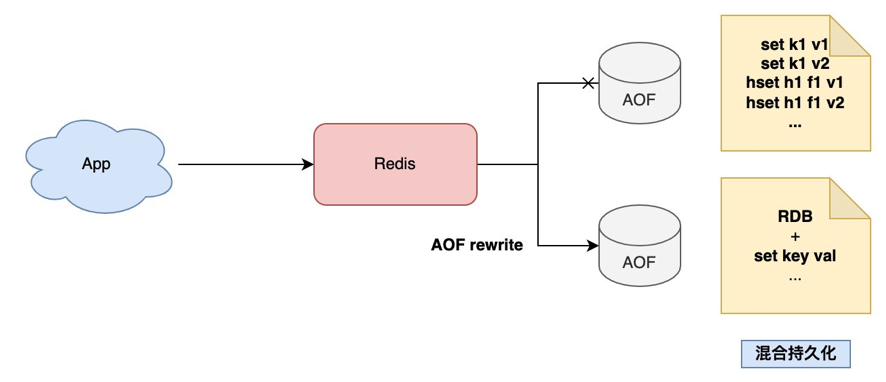 App
Redis
AOF
set k1 v1
set k1 v2
hset h1 f1 v1
hset h1 f1 v2
...
AOF rewrite
AOF
RDB
+
set key val
...
混合持久化